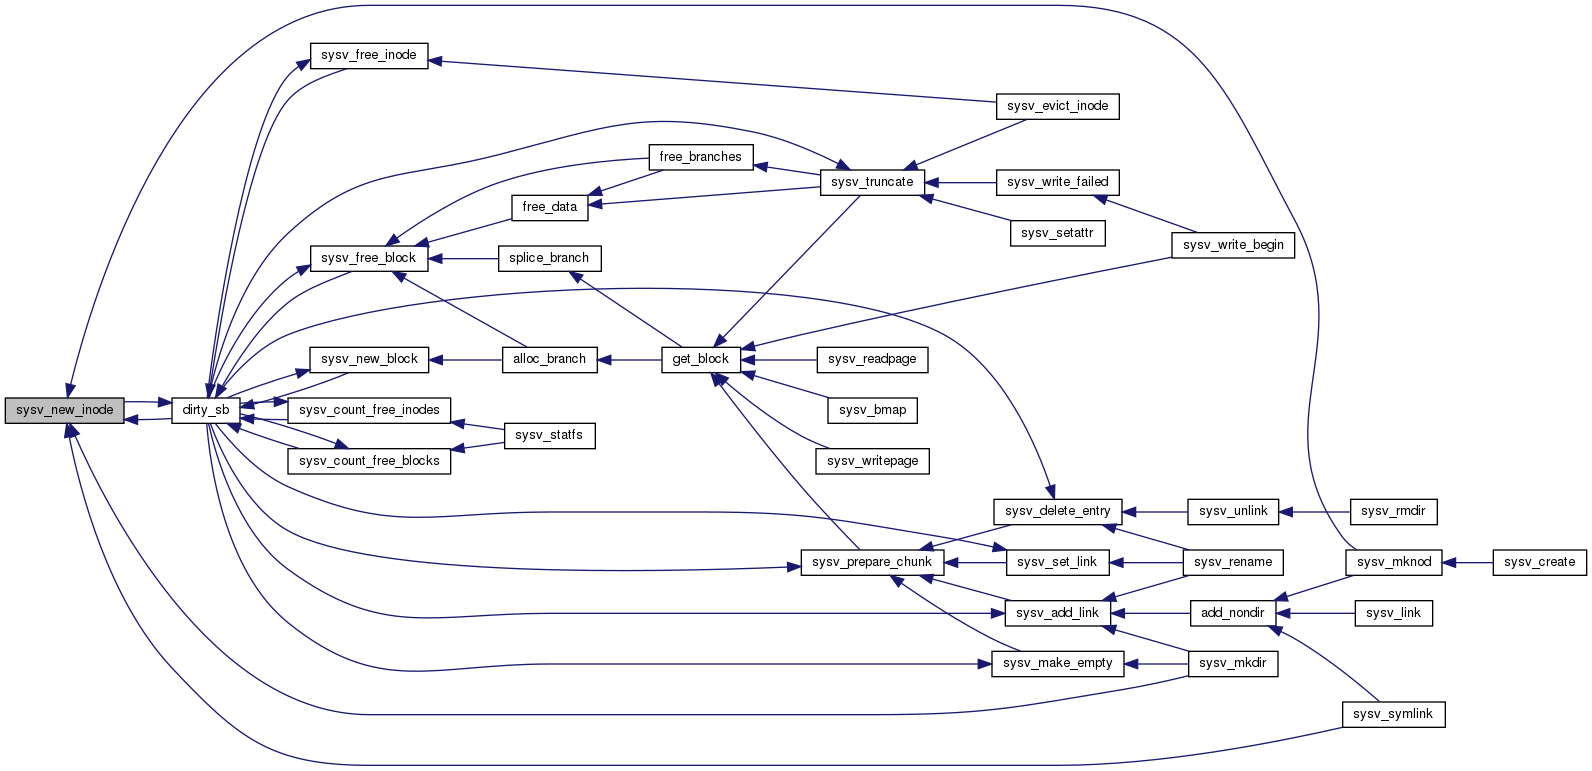 sysv_free_inode
sysv_evict_inode
free_branches
sysv_truncate
sysv_write_failed
free_data
sysv_setattr
sysv_write_begin
sysv_free_block
splice_branch
sysv_new_block
alloc_branch
get_block
sysv_readpage
sysv_new_inode
dirty_sb
sysv_count_free_inodes
sysv_bmap
sysv_statfs
sysv_count_free_blocks
sysv_writepage
sysv_delete_entry
sysv_unlink
sysv_rmdir
sysv_prepare_chunk
sysv_set_link
sysv_rename
sysv_mknod
sysv_create
sysv_add_link
add_nondir
sysv_link
sysv_make_empty
sysv_mkdir
sysv_symlink